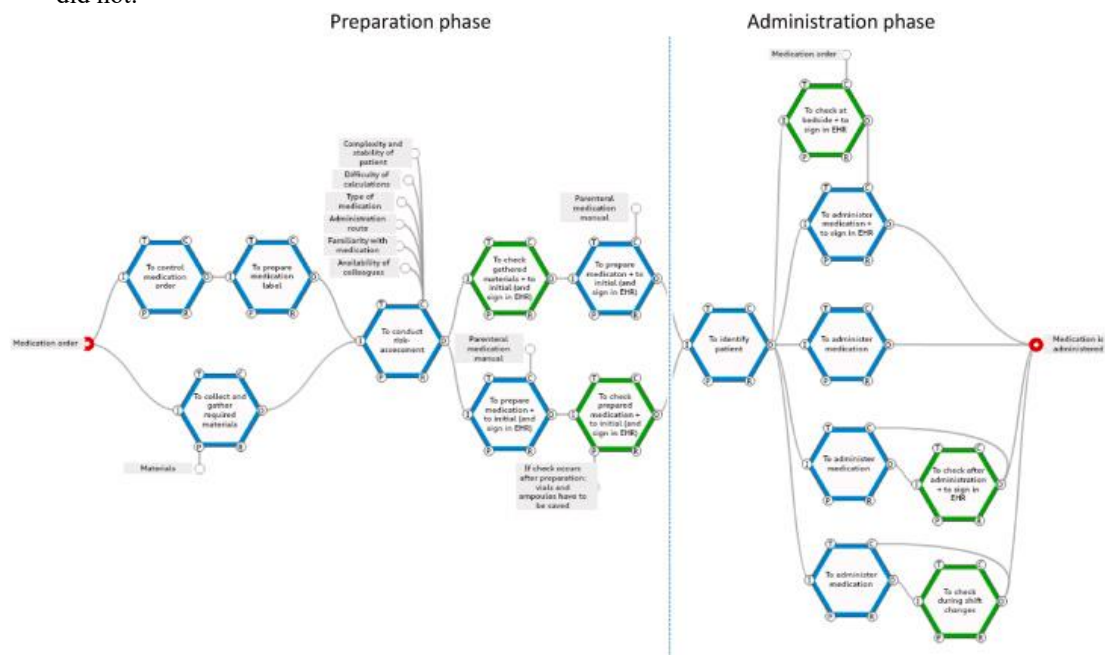 did not.
Preparation phase
Administration phase
Medication order
T C
To check at
bedside + to
sign in EHR
I O
P R
Complexity and
stability of
patient
Difficulty of
calculations
Type of
medication
Administration
route
Familiarity with
medication
Availability of
colleagues
Parenteral
medication
manual
T C
To administer
medication +
to sign in EHR
I O
P R
T C
To control
medication
order
I O
P R
T C
To prepare
medication
label
I O
P R
T C
To check
gethered
materials + to
initial (and
sign in EHR)
I O
P R
T C
To prepare
medicaton + to
initial (and
sign in EHR)
I O
P R
Medication order
T C
To conduct
risk-
assessment
I O
P R
Parenteral
medication
manual
T C
To identify
patient
I O
P R
T C
To administer
medication
I O
P R
Medication is
administered
T C
To collect and
gather
required
materials
I O
P R
Materials
T C
To prepare
medication +
to initial (and
sign in EHR)
I O
P R
T C
To check
prepared
medication +
to initial (and
sign in EHR)
I O
P R
If check occurs
after preparation:
vials and
ampoules have to
be saved
T C
To administer
medication
I O
P R
T C
To check after
administration
+ to sign in
EHR
I O
P R
T C
To administer
medication
I O
P R
T C
To check
during shift
changes
I O
P R